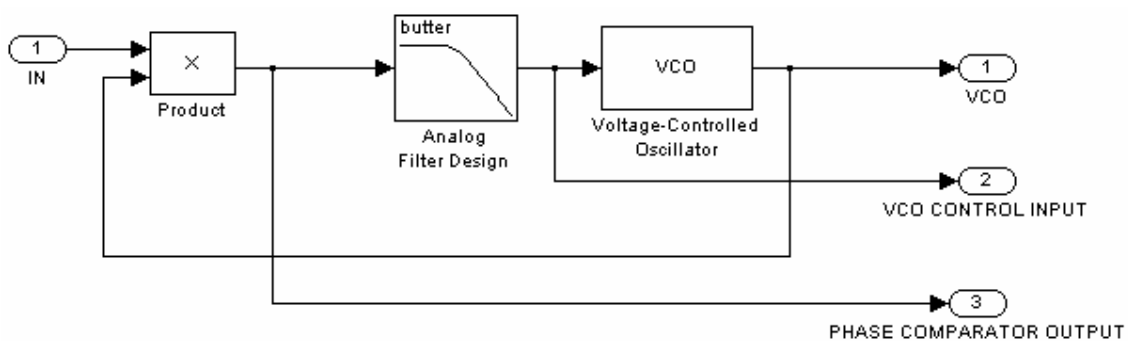 1
IN
×
Product
butter
Analog
Filter Design
VCO
Voltage-Controlled
Oscillator
1
VCO
2
VCO CONTROL INPUT
3
PHASE COMPARATOR OUTPUT